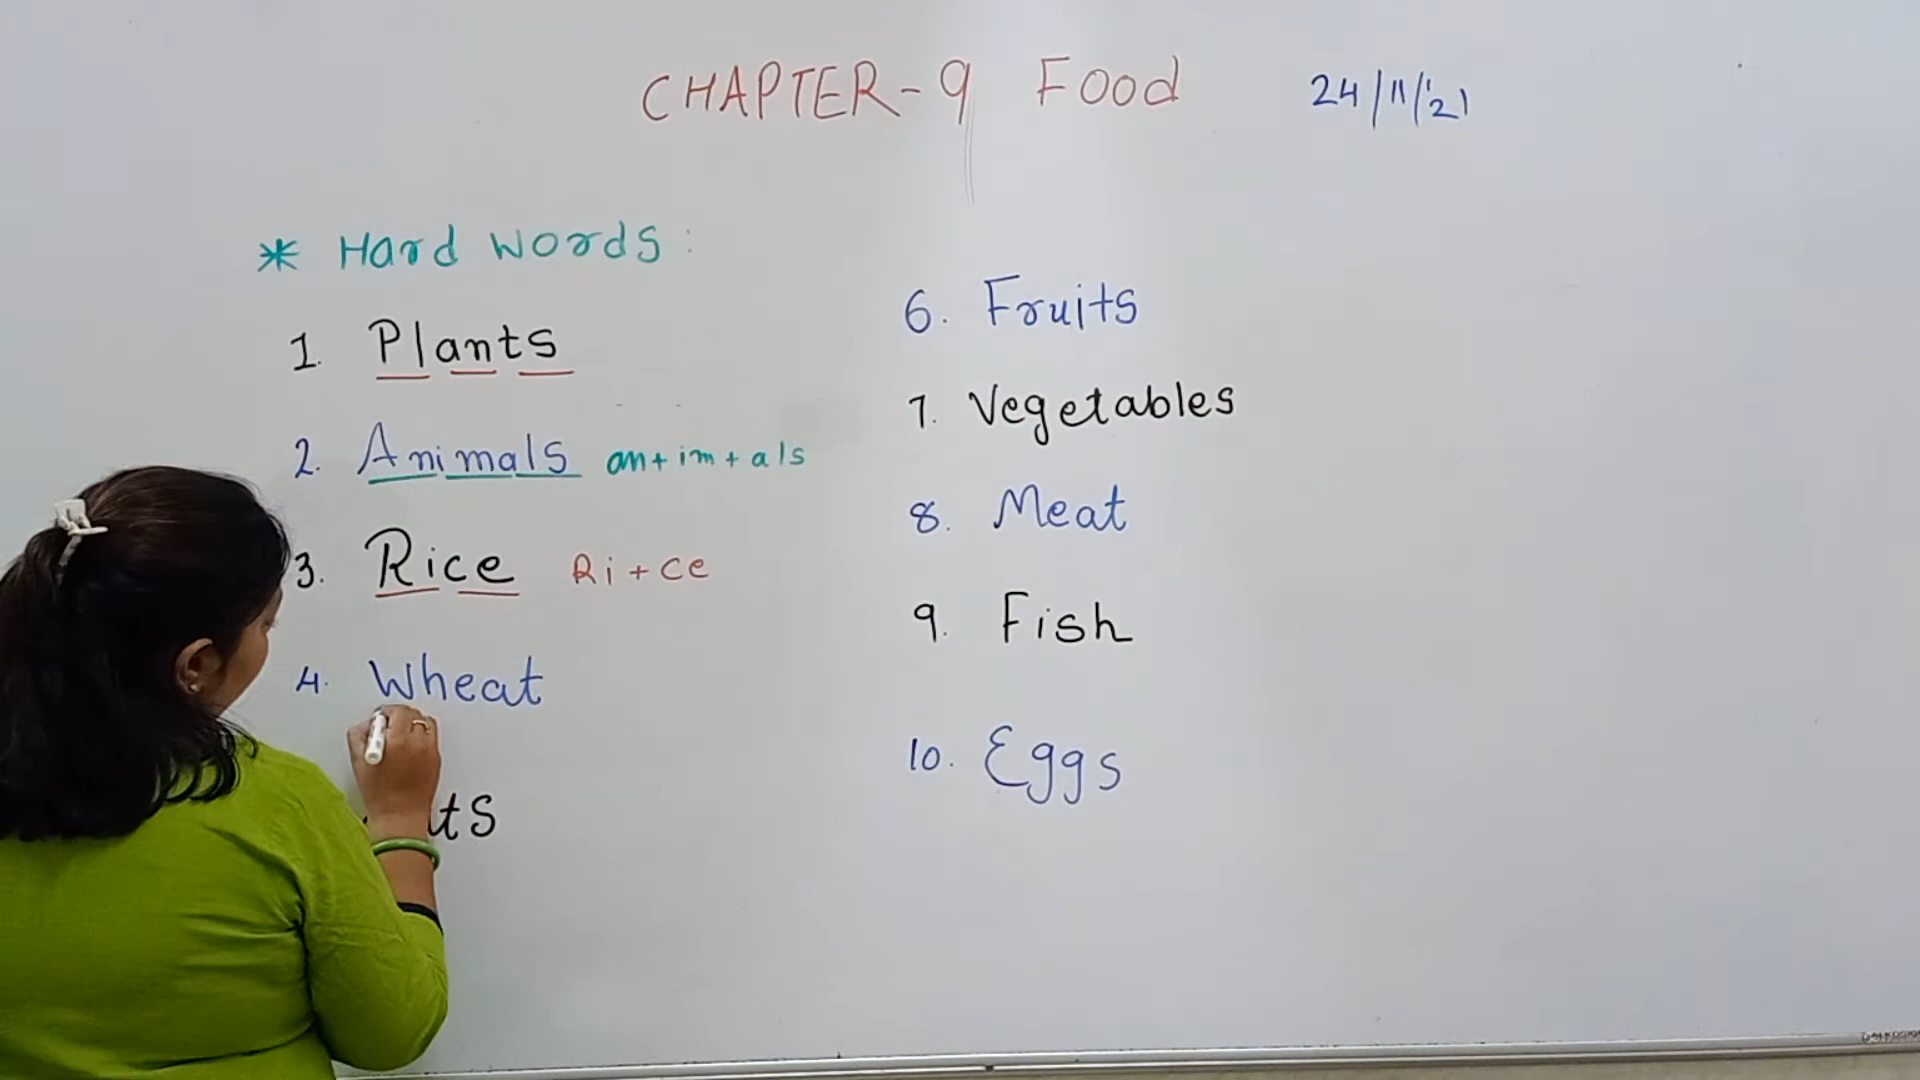 CHAPTER-9 Food 24/11/'21
* Hard words:
1. Plants
2. Animals an+im+als
3. Rice Ri+ce
4. Wheat
6. Fruits
7. Vegetables
8. Meat
9. Fish
10. Eggs